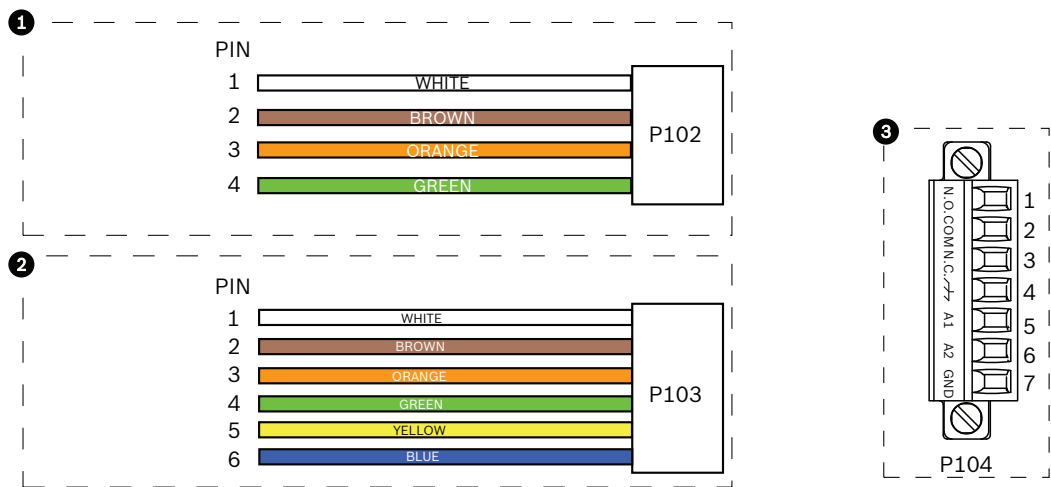 1
PIN
1 WHITE
2 BROWN
3 ORANGE
4 GREEN
P102
2
PIN
1 WHITE
2 BROWN
3 ORANGE
4 GREEN
5 YELLOW
6 BLUE
P103
3
N.O. 1
COM 2
N.C. 3
4
A1 5
A2 6
GND 7
P104